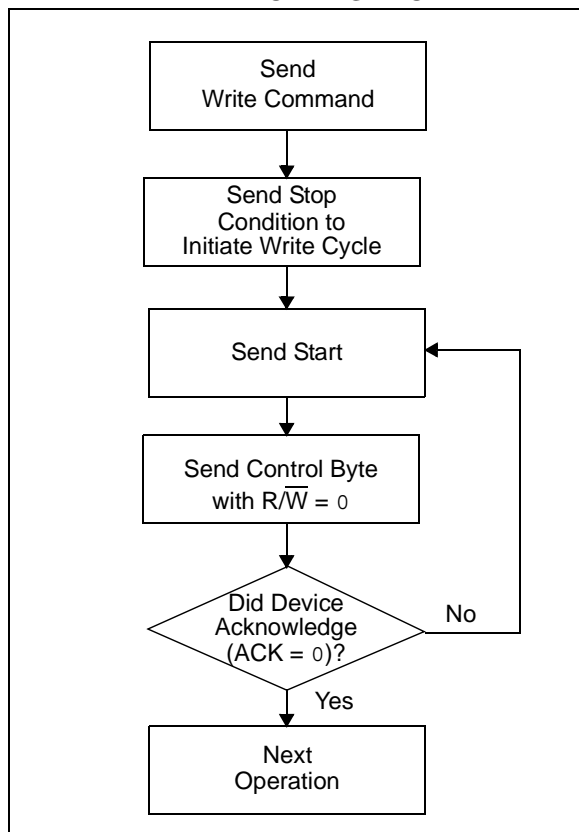 Send
Write Command
Send Stop
Condition to
Initiate Write Cycle
Send Start
Send Control Byte
with R/W̅ = 0
Did Device
Acknowledge
(ACK = 0)?
No
Yes
Next
Operation